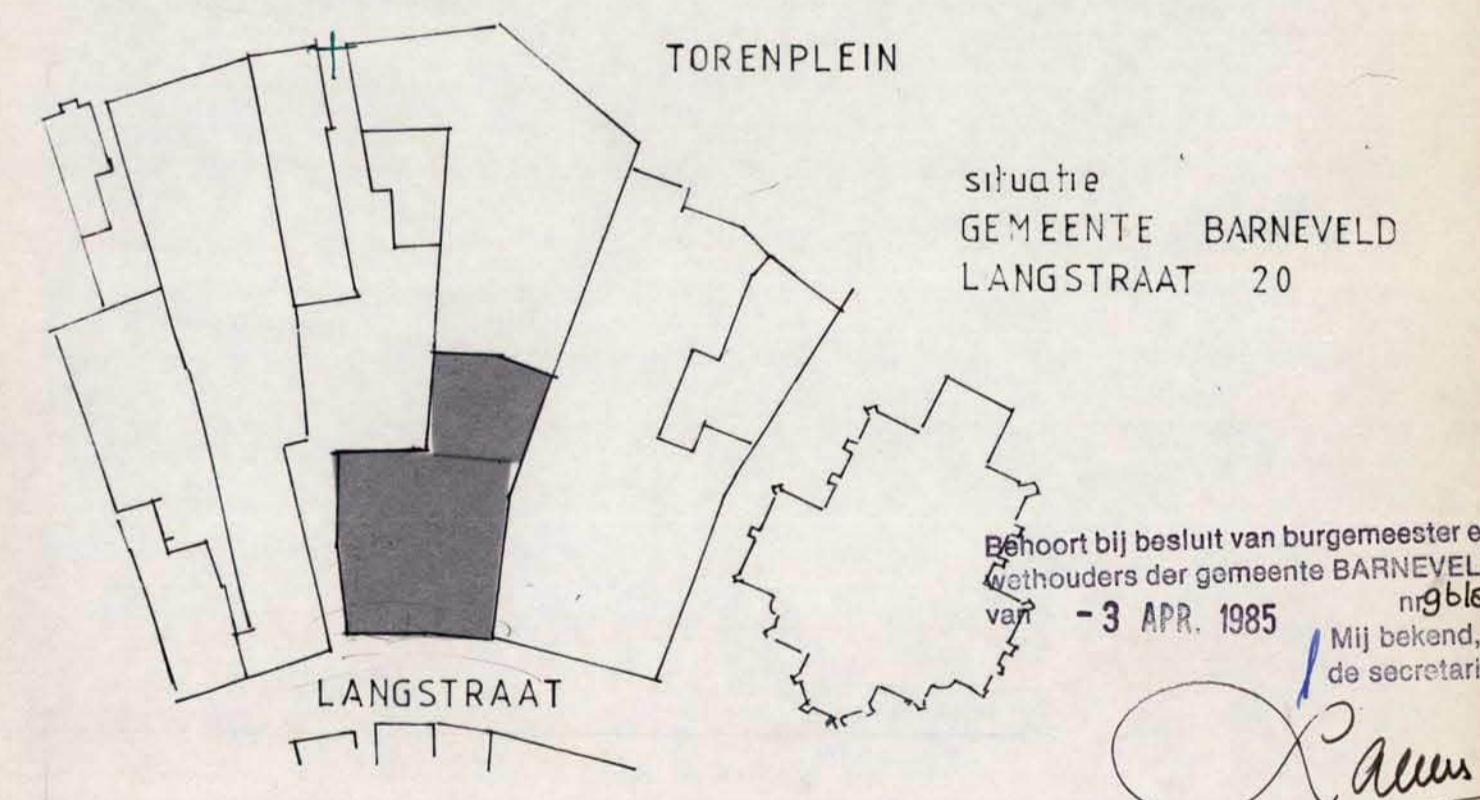 TORENPLEIN
situatie
GEMEENTE BARNEVELD
LANGSTRAAT 20
Behoort bij besluit van burgemeester e
wethouders der gemeente BARNEVEL
van - 3 APR. 1985 nr
Mij bekend,
de secretari
LANGSTRAAT